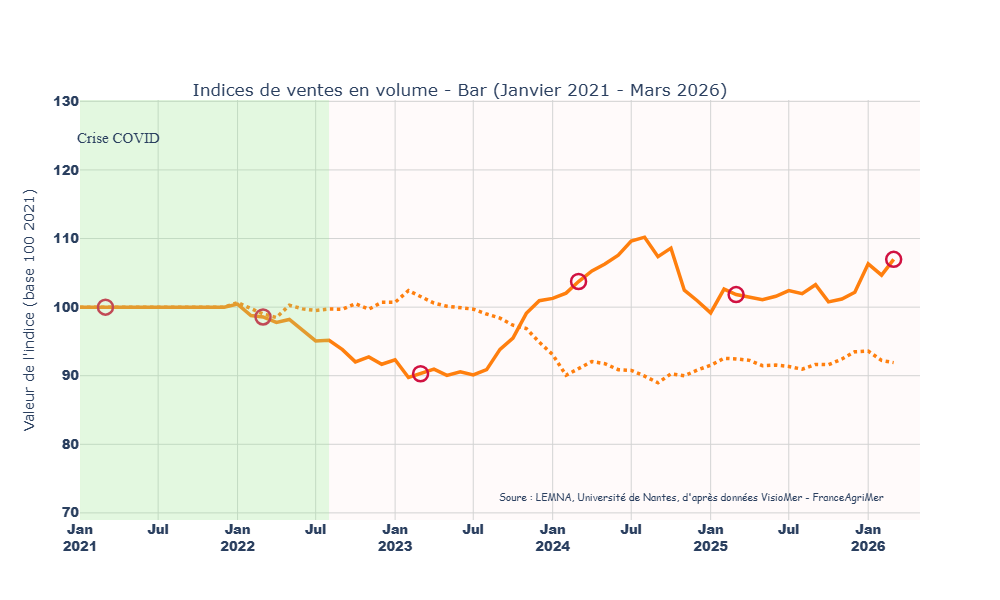 Indices de ventes en volume - Bar (Janvier 2021 - Mars 2026)
130
Crise COVID
120
110
100
90
80
70
Valeur de l'indice (base 100 2021)
Soure : LEMNA, Université de Nantes, d'après données VisioMer - FranceAgriMer
Jan Jul Jan Jul Jan Jul Jan Jul Jan Jul Jan
2021 2022 2023 2024 2025 2026